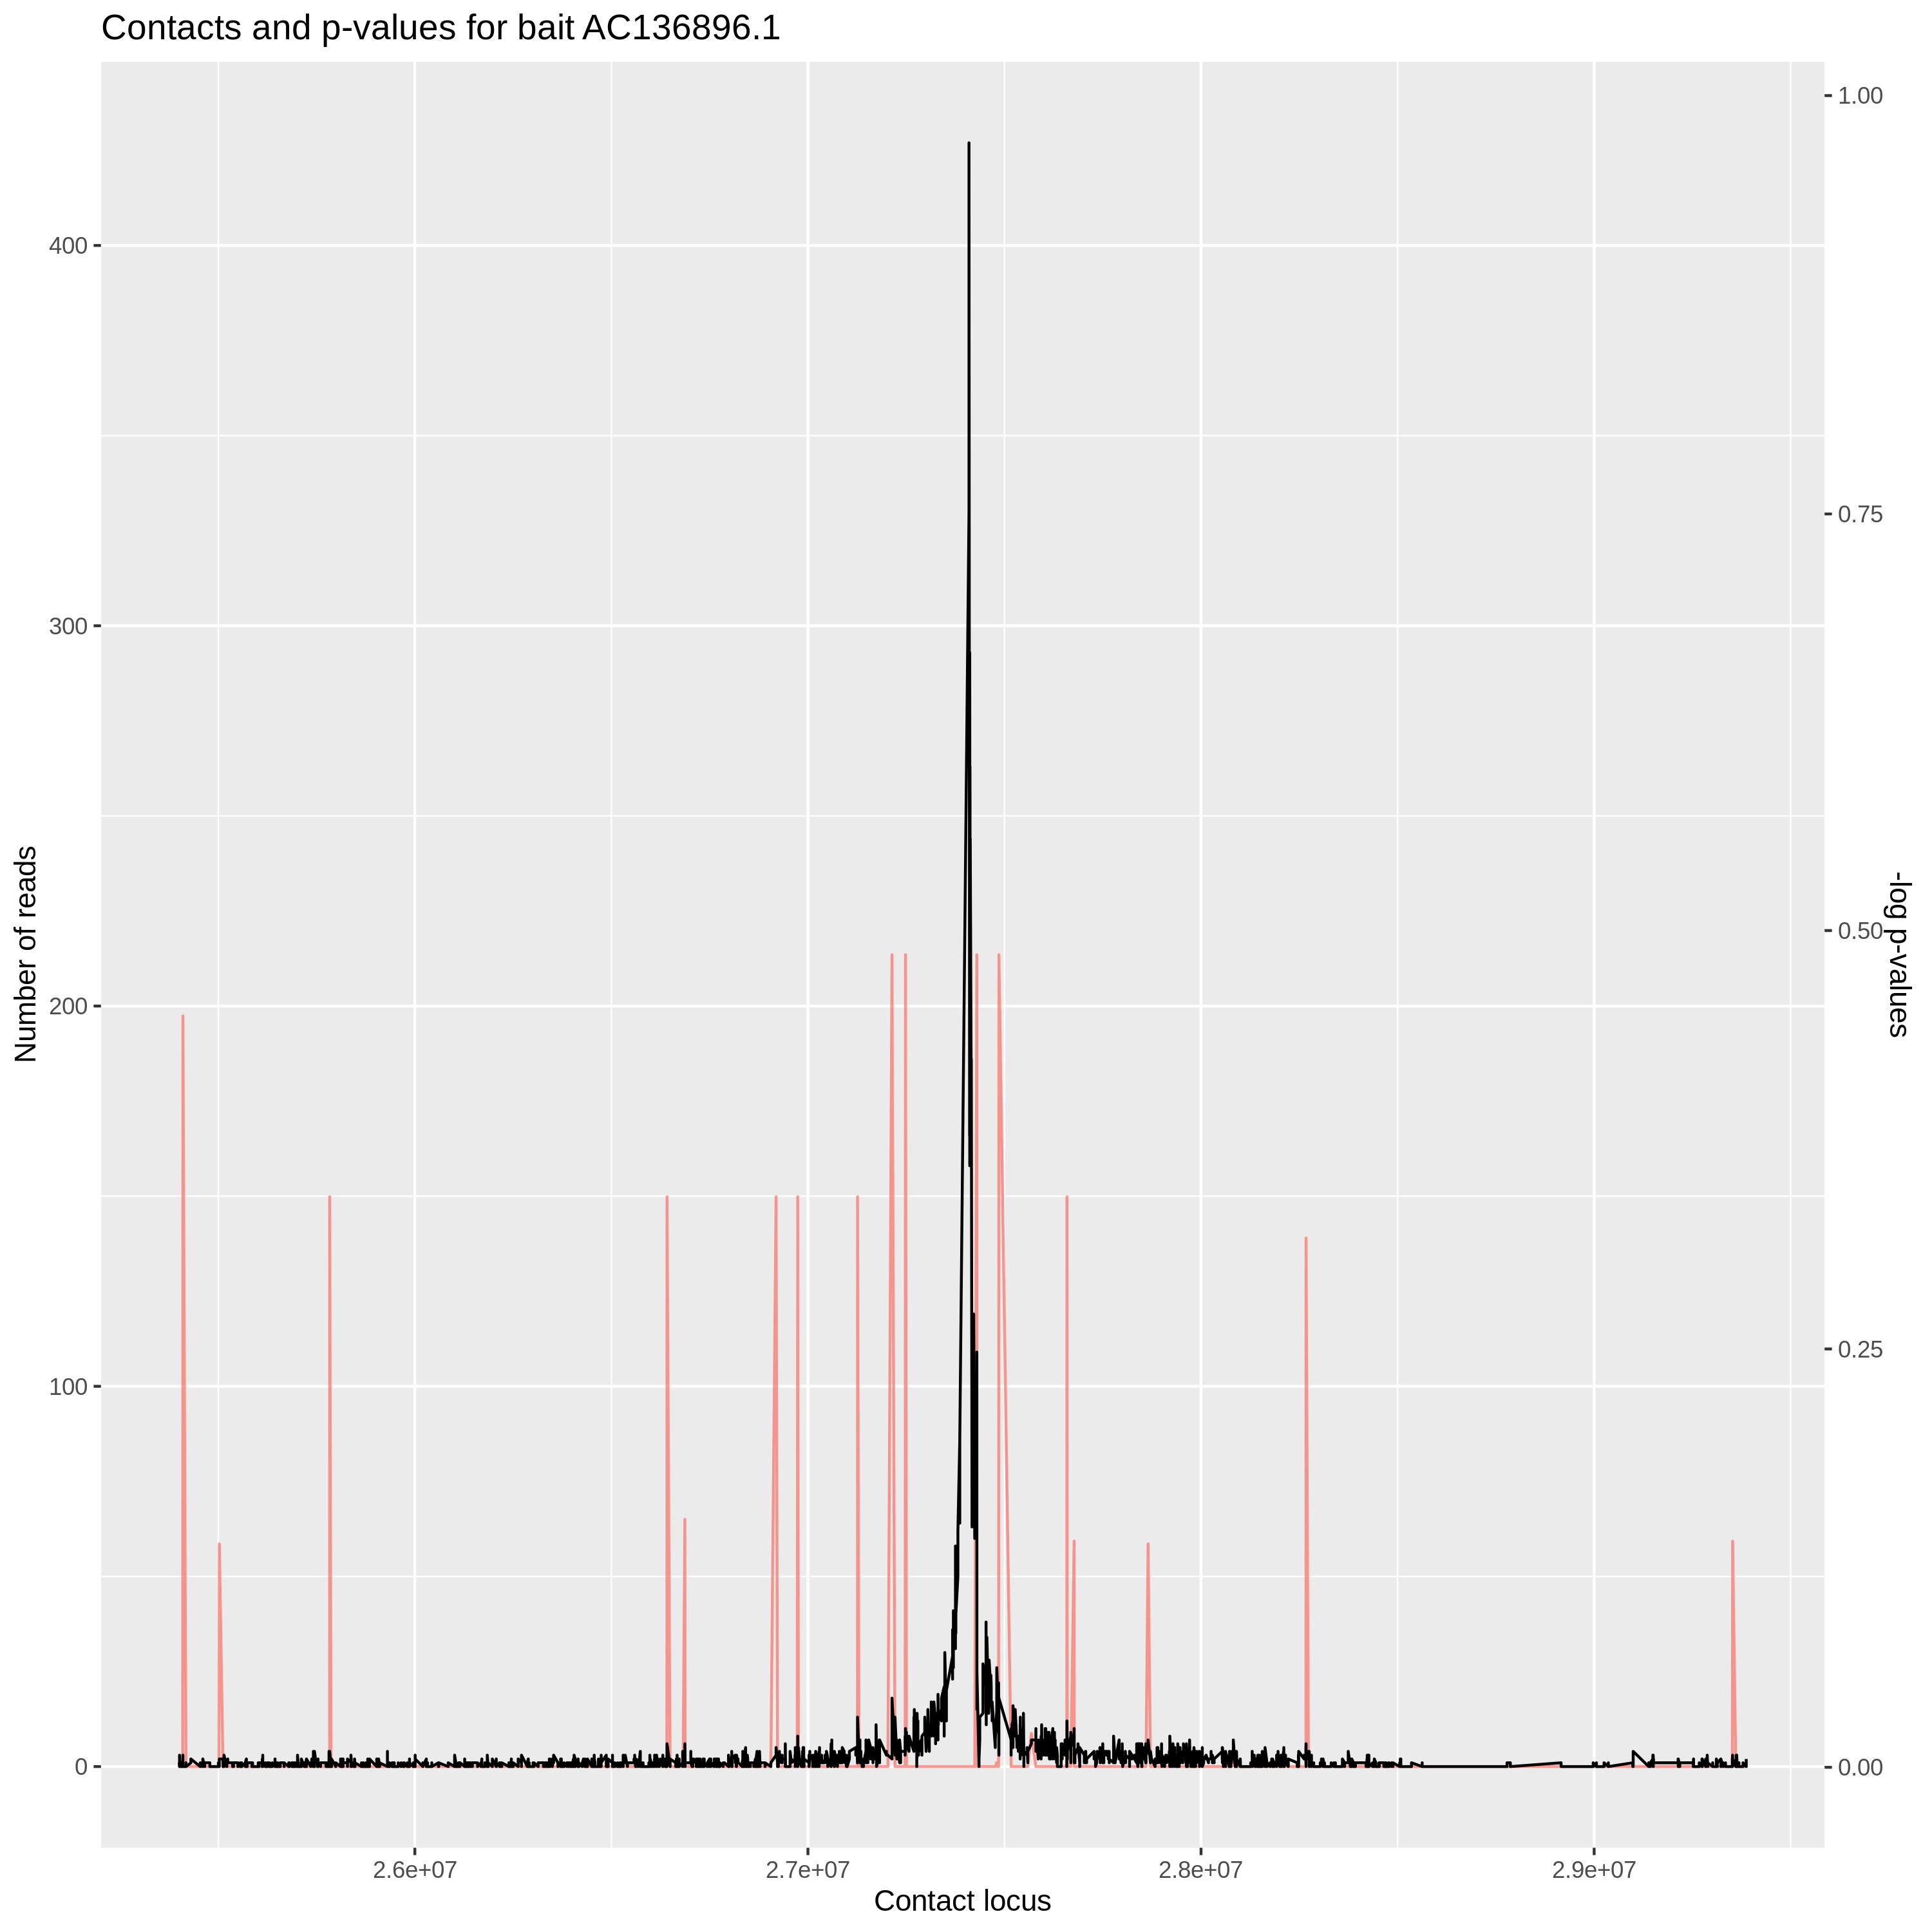 Contacts and p-values for bait AC136896.1
Number of reads
400
300
200
100
0
1.00
0.75
0.50
0.25
0.00
-log p-values
2.6e+07
2.7e+07
2.8e+07
2.9e+07
Contact locus